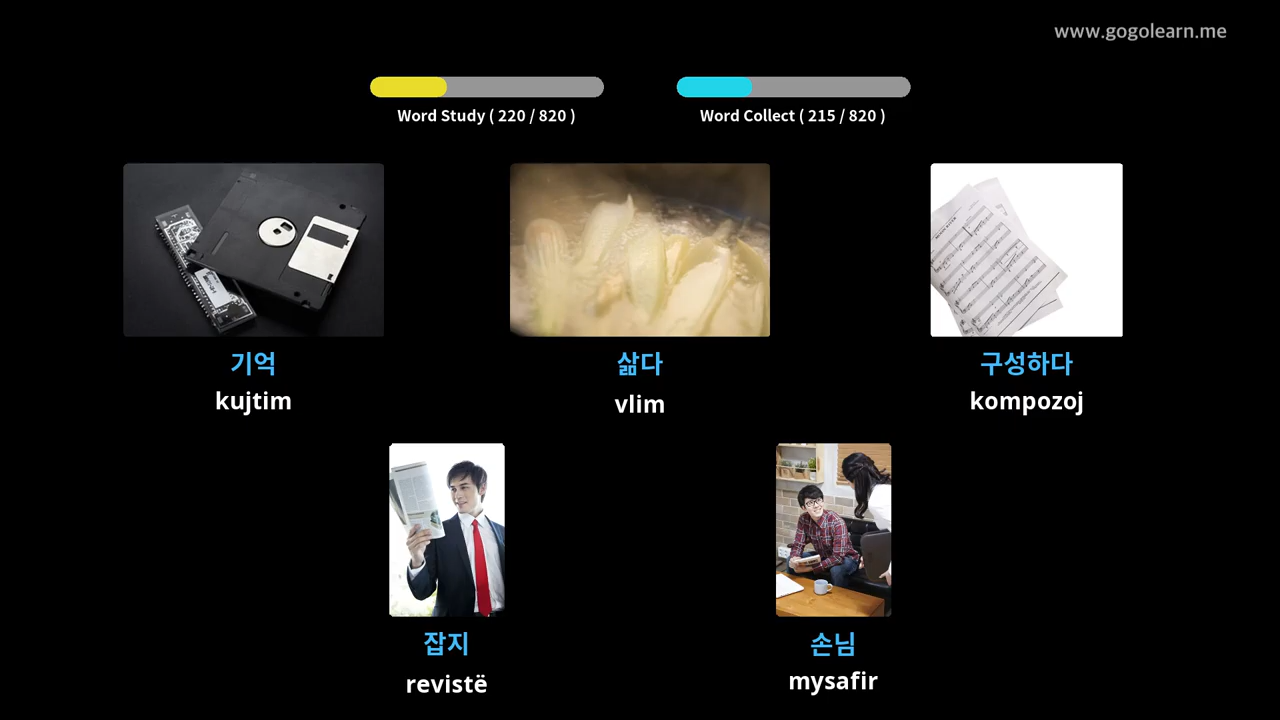 www.gogolearn.me
Word Study ( 220 / 820 )
Word Collect ( 215 / 820 )
기억
kujtim
삶다
vlim
구성하다
kompozoj
잡지
revistë
손님
mysafir